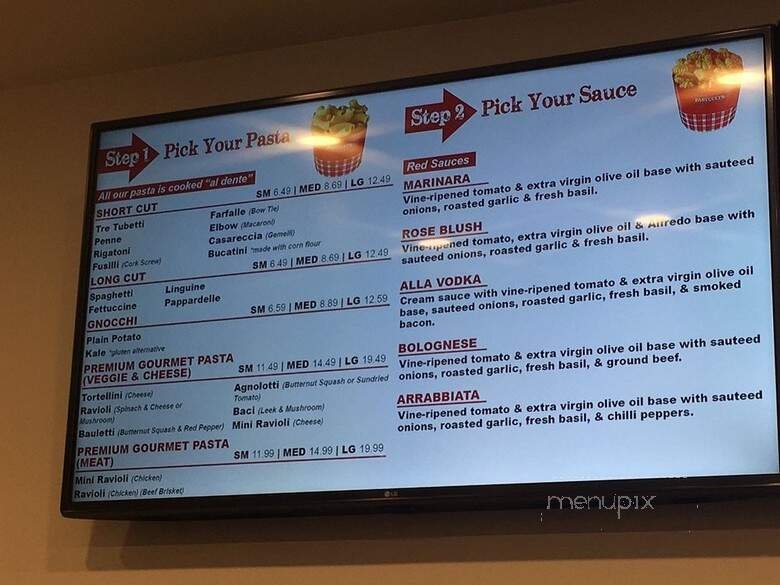 Step 1 Pick Your Pasta
All our pasta is cooked "al dente"
SHORT CUT SM 6.49 | MED 8.69 | LG 12.49
Tre Tubetti
Penne
Rigatoni
Fusilli (Cork Screw)
Farfalle (Bow Tie)
Elbow (Macaroni)
Casareccia (Gemelli)
Bucatini *made with corn flour
LONG CUT SM 6.49 | MED 8.69 | LG 12.49
Spaghetti
Fettuccine
Linguine
Pappardelle
GNOCCHI SM 6.59 | MED 8.89 | LG 12.59
Plain Potato
Kale *gluten alternative
PREMIUM GOURMET PASTA
(VEGGIE & CHEESE) SM 11.49 | MED 14.49 | LG 19.49
Tortellini (Cheese)
Ravioli (Spinach & Cheese or
Mushroom)
Bauletti (Butternut Squash & Red Pepper)
Agnolotti (Butternut Squash or Sundried
Tomato)
Baci (Leek & Mushroom)
Mini Ravioli (Cheese)
PREMIUM GOURMET PASTA
(MEAT) SM 11.99 | MED 14.99 | LG 19.99
Mini Ravioli (Chicken)
Ravioli (Chicken) (Beef Brisket)
Step 2 Pick Your Sauce
Red Sauces
MARINARA
Vine-ripened tomato & extra virgin olive oil base with sauteed
onions, roasted garlic & fresh basil.
ROSE BLUSH
Vine-ripened tomato, extra virgin olive oil & Alfredo base with
sauteed onions, roasted garlic & fresh basil.
ALLA VODKA
Cream sauce with vine-ripened tomato & extra virgin olive oil
base, sauteed onions, roasted garlic, fresh basil, & smoked
bacon.
BOLOGNESE
Vine-ripened tomato & extra virgin olive oil base with sauteed
onions, roasted garlic, fresh basil, & ground beef.
ARRABBIATA
Vine-ripened tomato & extra virgin olive oil base with sauteed
onions, roasted garlic, fresh basil, & chilli peppers.
LG
menupix